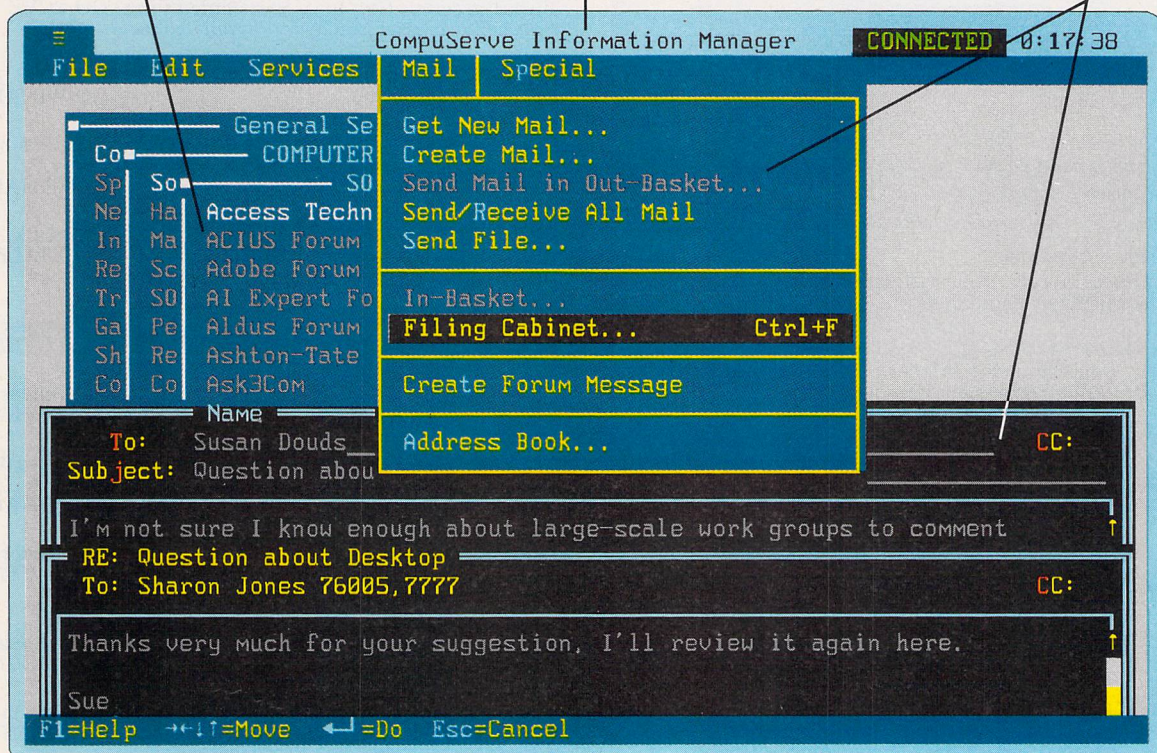 CompuServe Information Manager CONNECTED 0:17:38
File Edit Services Mail Special
General Se
COMPUTER
SO
Co
Sp
Ne
In
Re
Tr
Ga
Sh
Co
So
Ha
Ma
Sc
SO
Pe
Re
Co
Access Techn
ACIUS Forum
Adobe Forum
AI Expert Fo
Aldus Forum
Ashton-Tate
Ask3Com
Get New Mail...
Create Mail...
Send Mail in Out-Basket...
Send/Receive All Mail
Send File...
In-Basket...
Filing Cabinet... Ctrl+F
Create Forum Message
Address Book...
Name
To: Susan Douds CC:
Subject: Question abou
I'm not sure I know enough about large-scale work groups to comment ↑
RE: Question about Desktop
To: Sharon Jones 76005,7777 CC:
Thanks very much for your suggestion, I'll review it again here. ↑
Sue
F1=Help →←↓↑=Move ←┘=Do Esc=Cancel